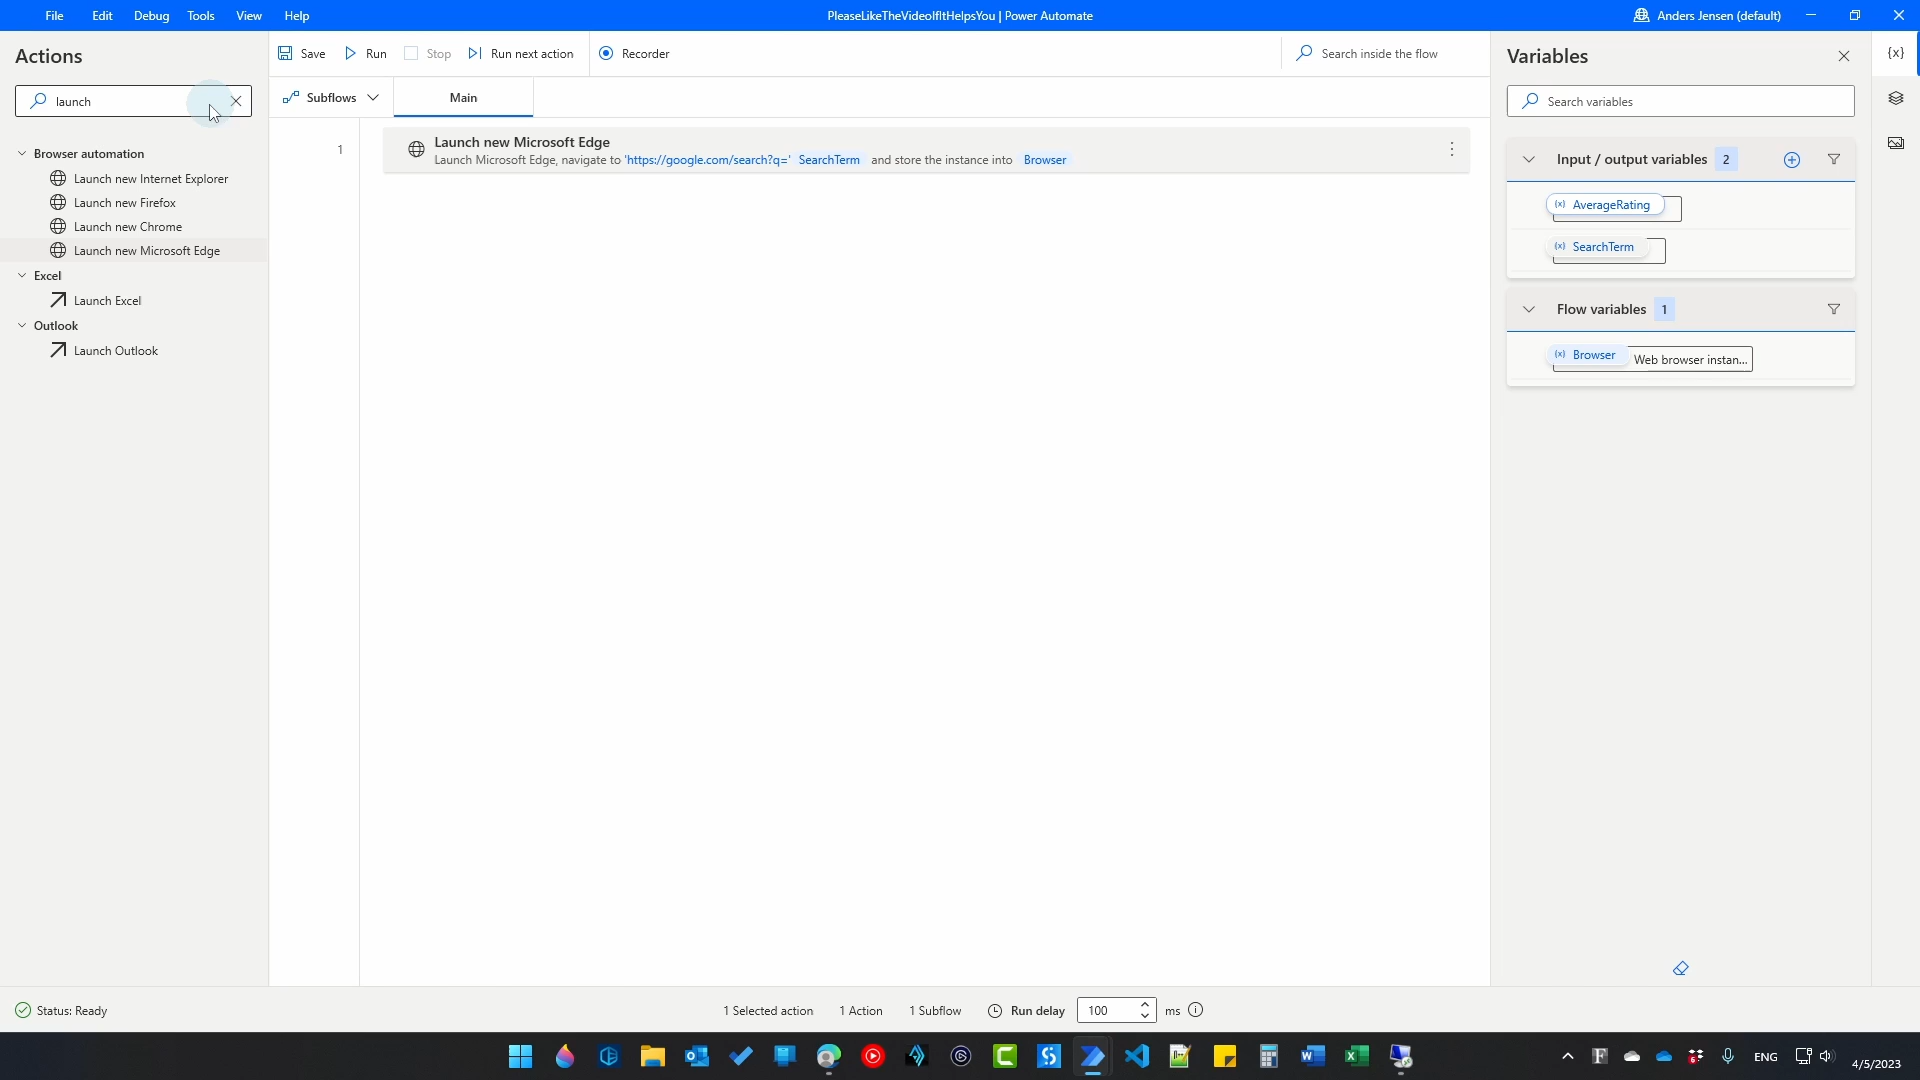 File Edit Debug Tools View Help
PleaseLikeTheVideoIfItHelpsYou | Power Automate
Anders Jensen (default)
Actions
launch
Browser automation
Launch new Internet Explorer
Launch new Firefox
Launch new Chrome
Launch new Microsoft Edge
Excel
Launch Excel
Outlook
Launch Outlook
Save Run Stop Run next action Recorder
Search inside the flow
Subflows Main
1
Launch new Microsoft Edge
Launch Microsoft Edge, navigate to 'https://google.com/search?q=' SearchTerm and store the instance into Browser
Variables
{x}
Search variables
Input / output variables 2
(x) AverageRating
(x) SearchTerm
Flow variables 1
(x) Browser Web browser instan...
Status: Ready
1 Selected action 1 Action 1 Subflow Run delay 100 ms
ENG
4/5/2023